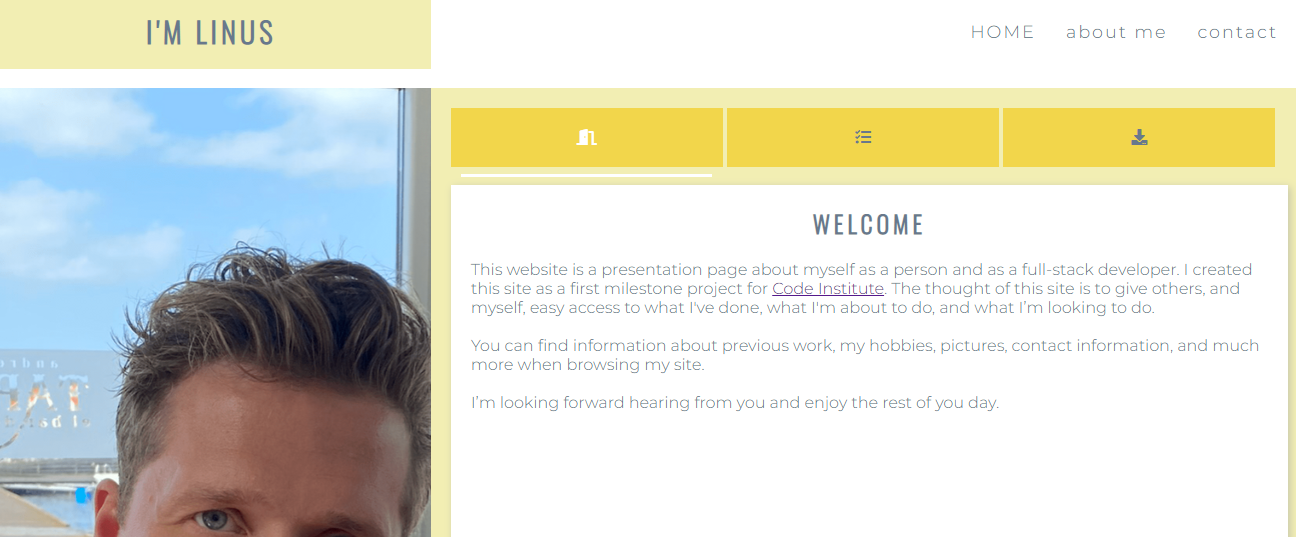 I'M LINUS
HOME about me contact
WELCOME
This website is a presentation page about myself as a person and as a full-stack developer. I created
this site as a first milestone project for Code Institute. The thought of this site is to give others, and
myself, easy access to what I've done, what I'm about to do, and what I’m looking to do.
You can find information about previous work, my hobbies, pictures, contact information, and much
more when browsing my site.
I’m looking forward hearing from you and enjoy the rest of you day.